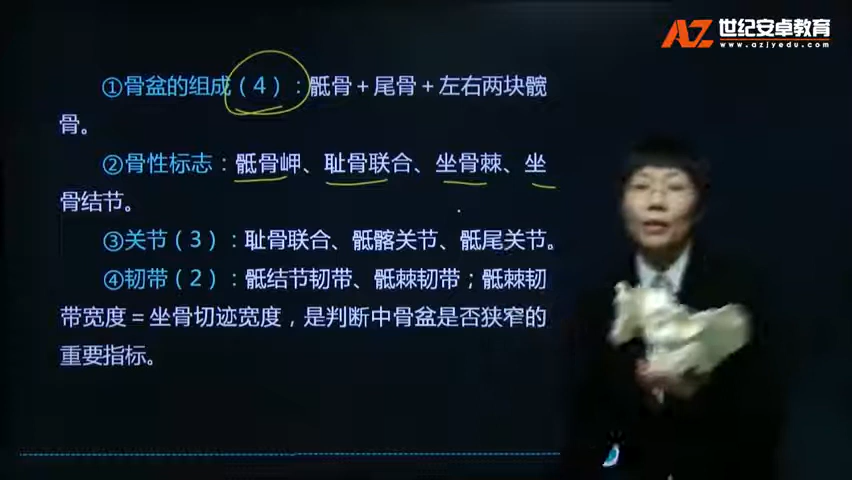 AZ 世纪安卓教育
www.azjyedu.com
①骨盆的组成（4）：骶骨＋尾骨＋左右两块髋
骨。
②骨性标志：骶骨岬、耻骨联合、坐骨棘、坐
骨结节。
③关节（3）：耻骨联合、骶髂关节、骶尾关节。
④韧带（2）：骶结节韧带、骶棘韧带；骶棘韧
带宽度＝坐骨切迹宽度，是判断中骨盆是否狭窄的
重要指标。